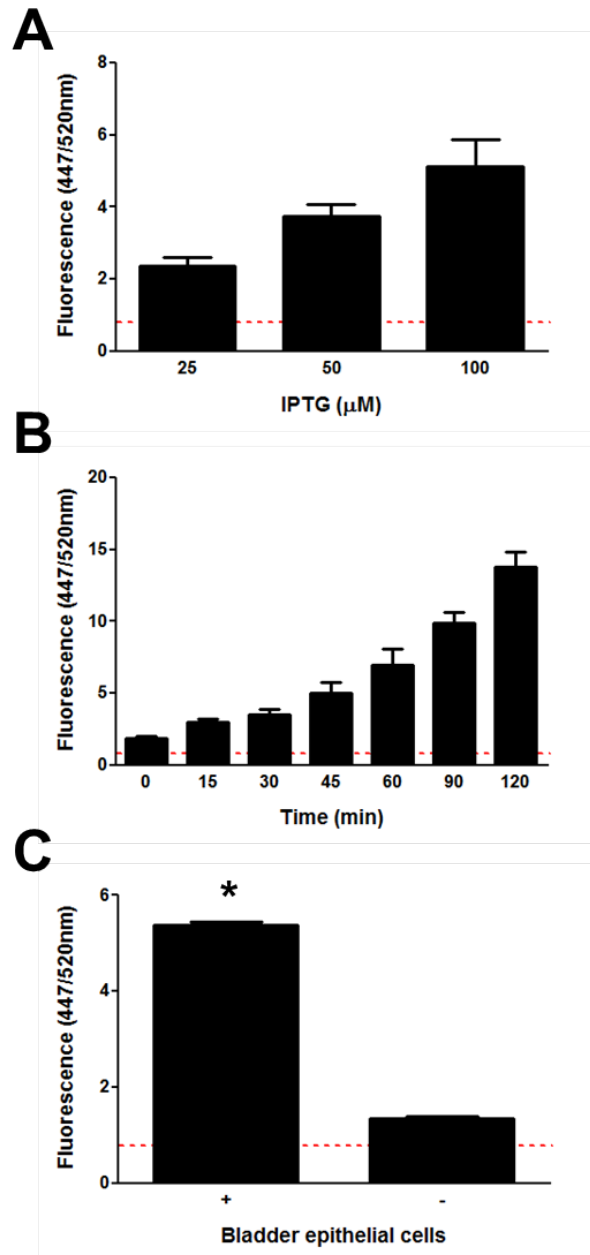 A
Fluorescence (447/520nm)
8
6
4
2
0
25 50 100
IPTG (μM)
B
Fluorescence (447/520nm)
20
15
10
5
0
0 15 30 45 60 90 120
Time (min)
C
Fluorescence (447/520nm)
6
4
2
0
*
+ -
Bladder epithelial cells